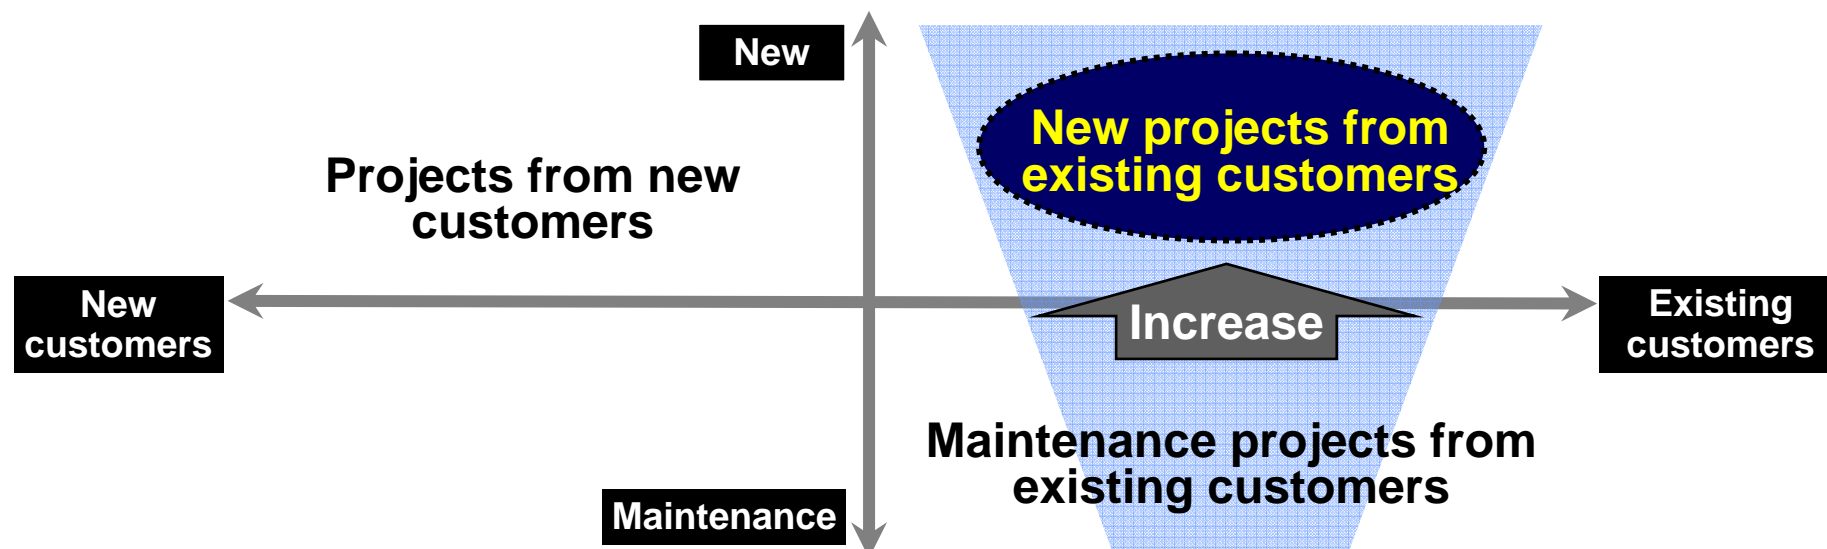 New
New projects from
existing customers
Projects from new
customers
New
customers
Increase
Existing
customers
Maintenance projects from
existing customers
Maintenance